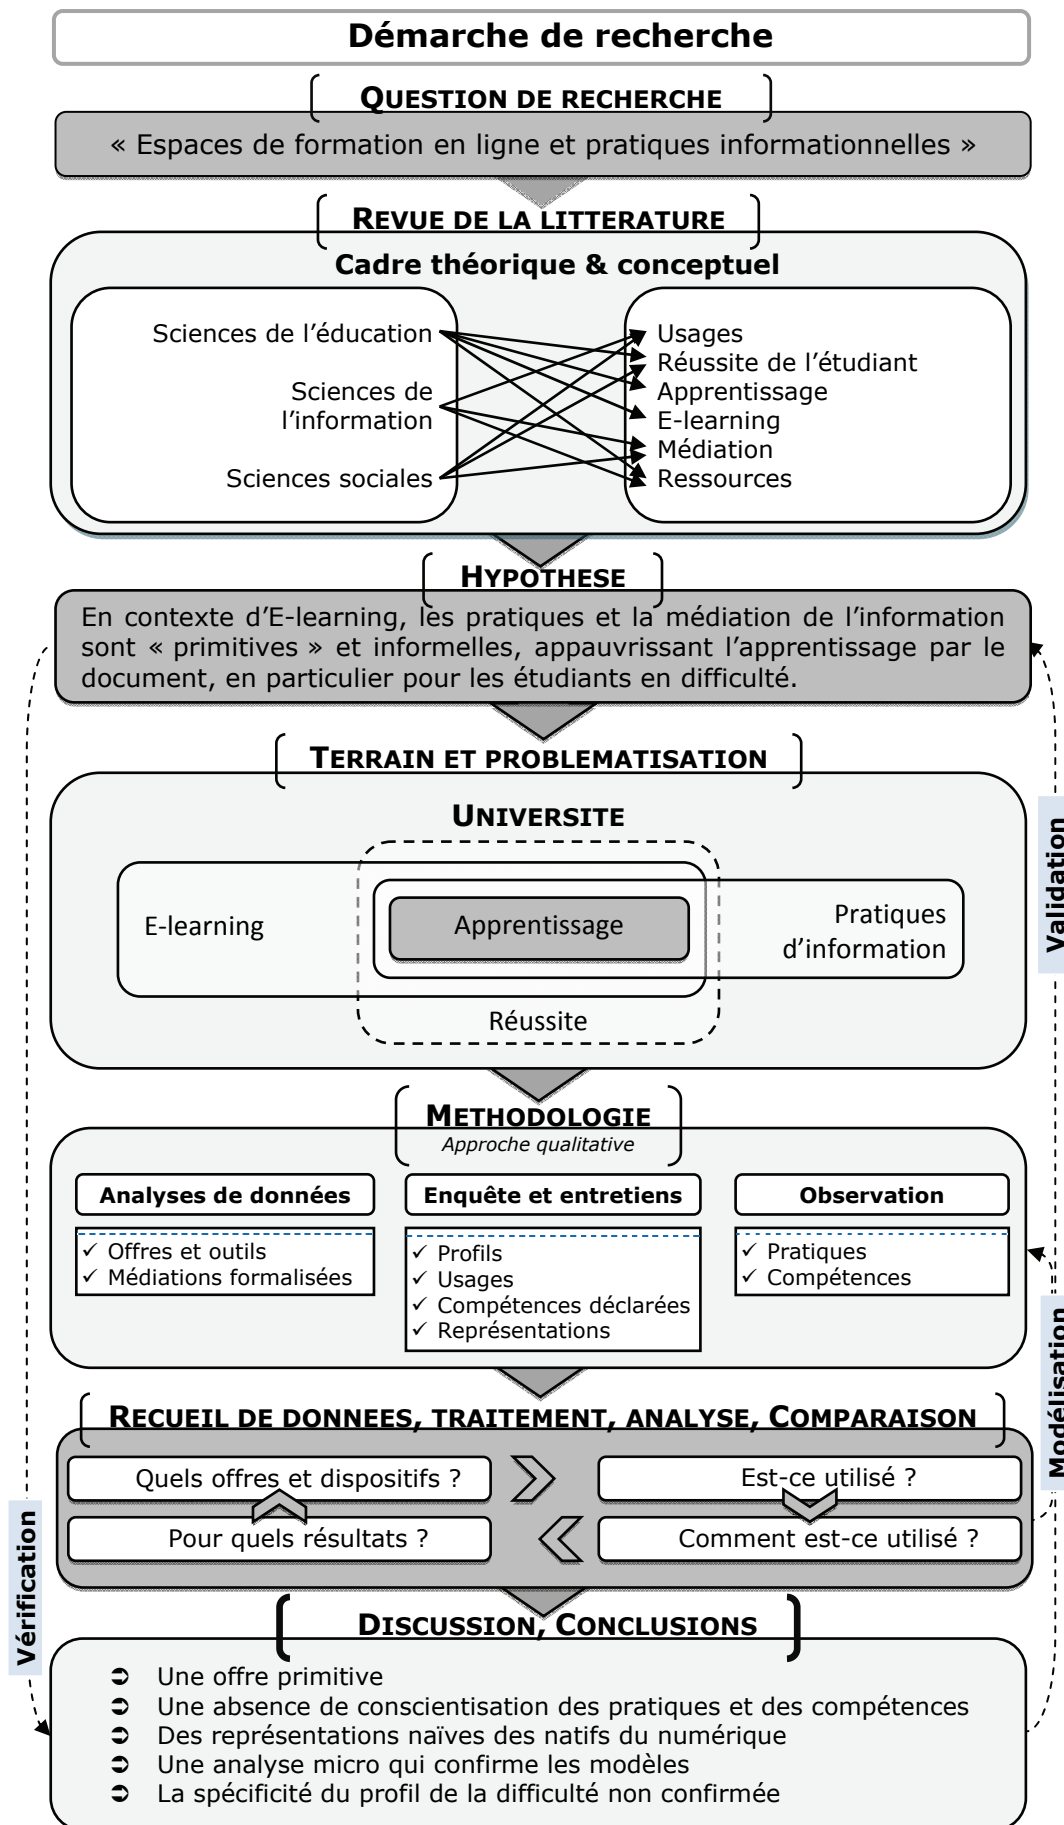 Démarche de recherche
QUESTION DE RECHERCHE
« Espaces de formation en ligne et pratiques informationnelles »
REVUE DE LA LITTERATURE
Cadre théorique & conceptuel
Sciences de l’éducation
Sciences de
l’information
Sciences sociales
Usages
Réussite de l’étudiant
Apprentissage
E-learning
Médiation
Ressources
HYPOTHESE
En contexte d’E-learning, les pratiques et la médiation de l’information
sont « primitives » et informelles, appauvrissant l’apprentissage par le
document, en particulier pour les étudiants en difficulté.
TERRAIN ET PROBLEMATISATION
UNIVERSITE
E-learning
Apprentissage
Pratiques
d’information
Réussite
Validation
METHODOLOGIE
Approche qualitative
Analyses de données
✓ Offres et outils
✓ Médiations formalisées
Enquête et entretiens
✓ Profils
✓ Usages
✓ Compétences déclarées
✓ Représentations
Observation
✓ Pratiques
✓ Compétences
Modélisation
RECUEIL DE DONNEES, TRAITEMENT, ANALYSE, COMPARAISON
Quels offres et dispositifs ?
Est-ce utilisé ?
Pour quels résultats ?
Comment est-ce utilisé ?
Vérification
DISCUSSION, CONCLUSIONS
➲ Une offre primitive
➲ Une absence de conscientisation des pratiques et des compétences
➲ Des représentations naïves des natifs du numérique
➲ Une analyse micro qui confirme les modèles
➲ La spécificité du profil de la difficulté non confirmée